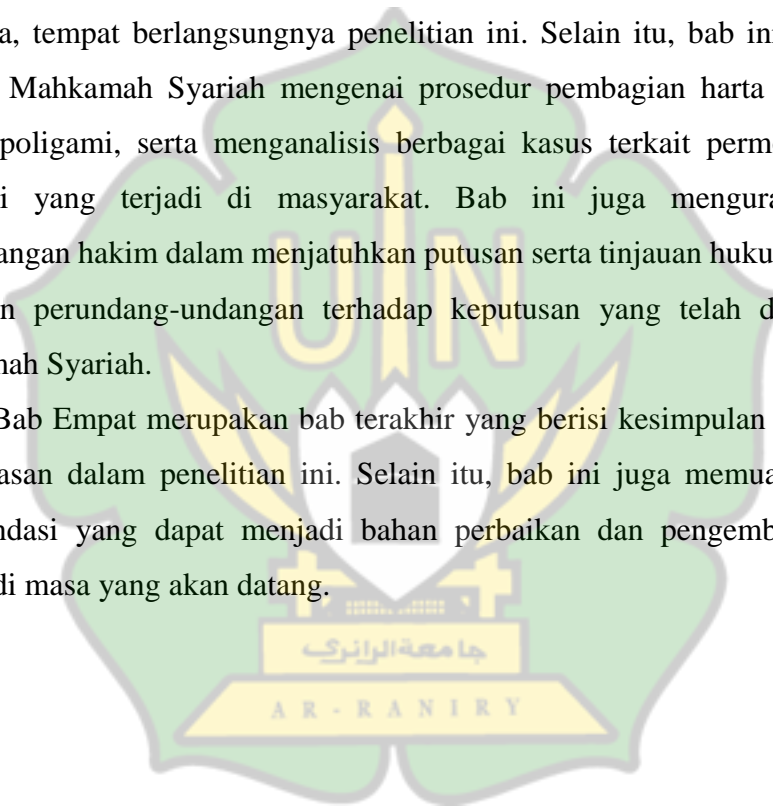 a, tempat berlangsungnya penelitian ini. Selain itu, bab ini
Mahkamah Syariah mengenai prosedur pembagian harta
poligami, serta menganalisis berbagai kasus terkait perm
i yang terjadi di masyarakat. Bab ini juga mengura
angan hakim dalam menjatuhkan putusan serta tinjauan huku
n perundang-undangan terhadap keputusan yang telah d
ah Syariah.
Bab Empat merupakan bab terakhir yang berisi kesimpulan
asan dalam penelitian ini. Selain itu, bab ini juga memua
ndasi yang dapat menjadi bahan perbaikan dan pengemb
di masa yang akan datang.
UIN
جامعة الرانري
AR-RANIRY